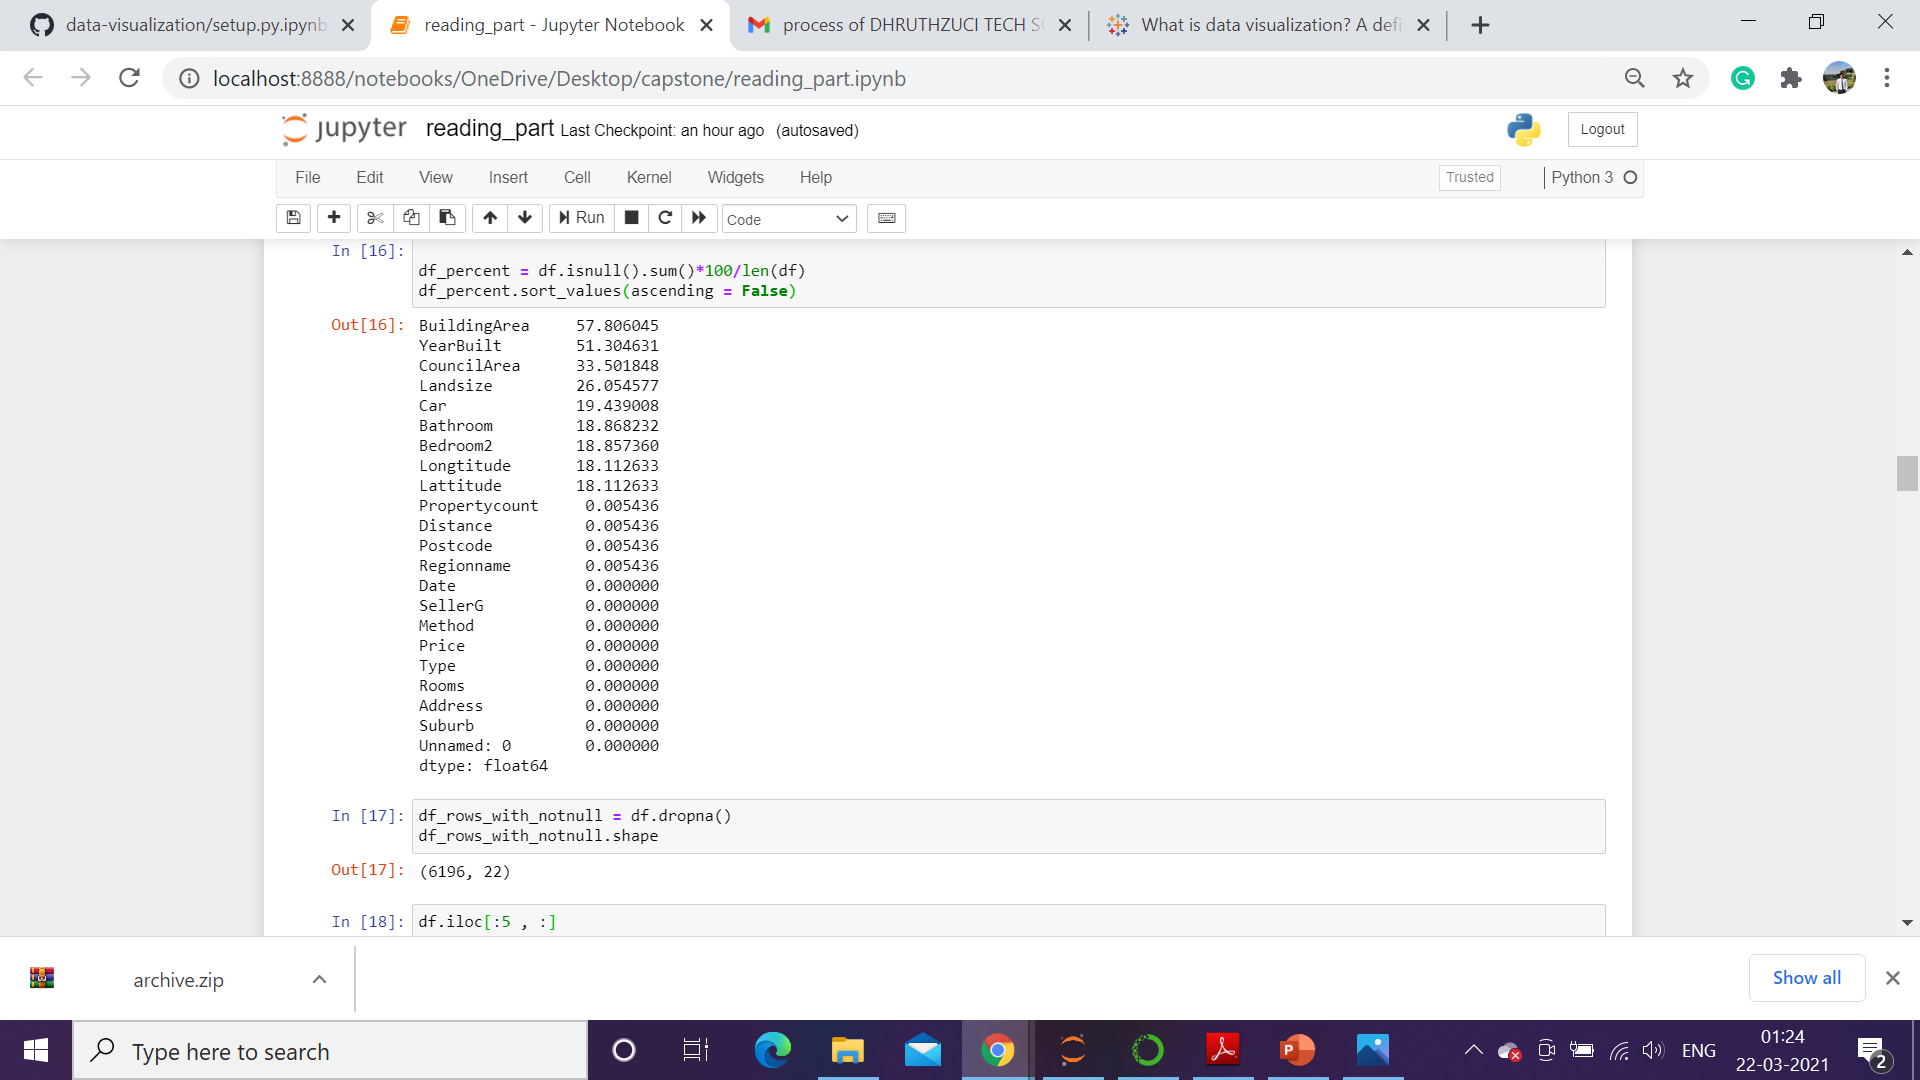 data-visualization/setup.py.ipynb
reading_part - Jupyter Notebook
process of DHRUTHZUCI TECH SO
What is data visualization? A defi
localhost:8888/notebooks/OneDrive/Desktop/capstone/reading_part.ipynb
jupyter reading_part Last Checkpoint: an hour ago (autosaved)
Logout
File Edit View Insert Cell Kernel Widgets Help
Trusted
Python 3
Run
Code
In [16]:
df_percent = df.isnull().sum()*100/len(df)
df_percent.sort_values(ascending = False)
Out[16]: BuildingArea 57.806045
YearBuilt 51.304631
CouncilArea 33.501848
Landsize 26.054577
Car 19.439008
Bathroom 18.868232
Bedroom2 18.857360
Longtitude 18.112633
Lattitude 18.112633
Propertycount 0.005436
Distance 0.005436
Postcode 0.005436
Regionname 0.005436
Date 0.000000
SellerG 0.000000
Method 0.000000
Price 0.000000
Type 0.000000
Rooms 0.000000
Address 0.000000
Suburb 0.000000
Unnamed: 0 0.000000
dtype: float64
In [17]: df_rows_with_notnull = df.dropna()
df_rows_with_notnull.shape
Out[17]: (6196, 22)
In [18]: df.iloc[:5 , :]
archive.zip
Show all
Type here to search
ENG
01:24
22-03-2021
2